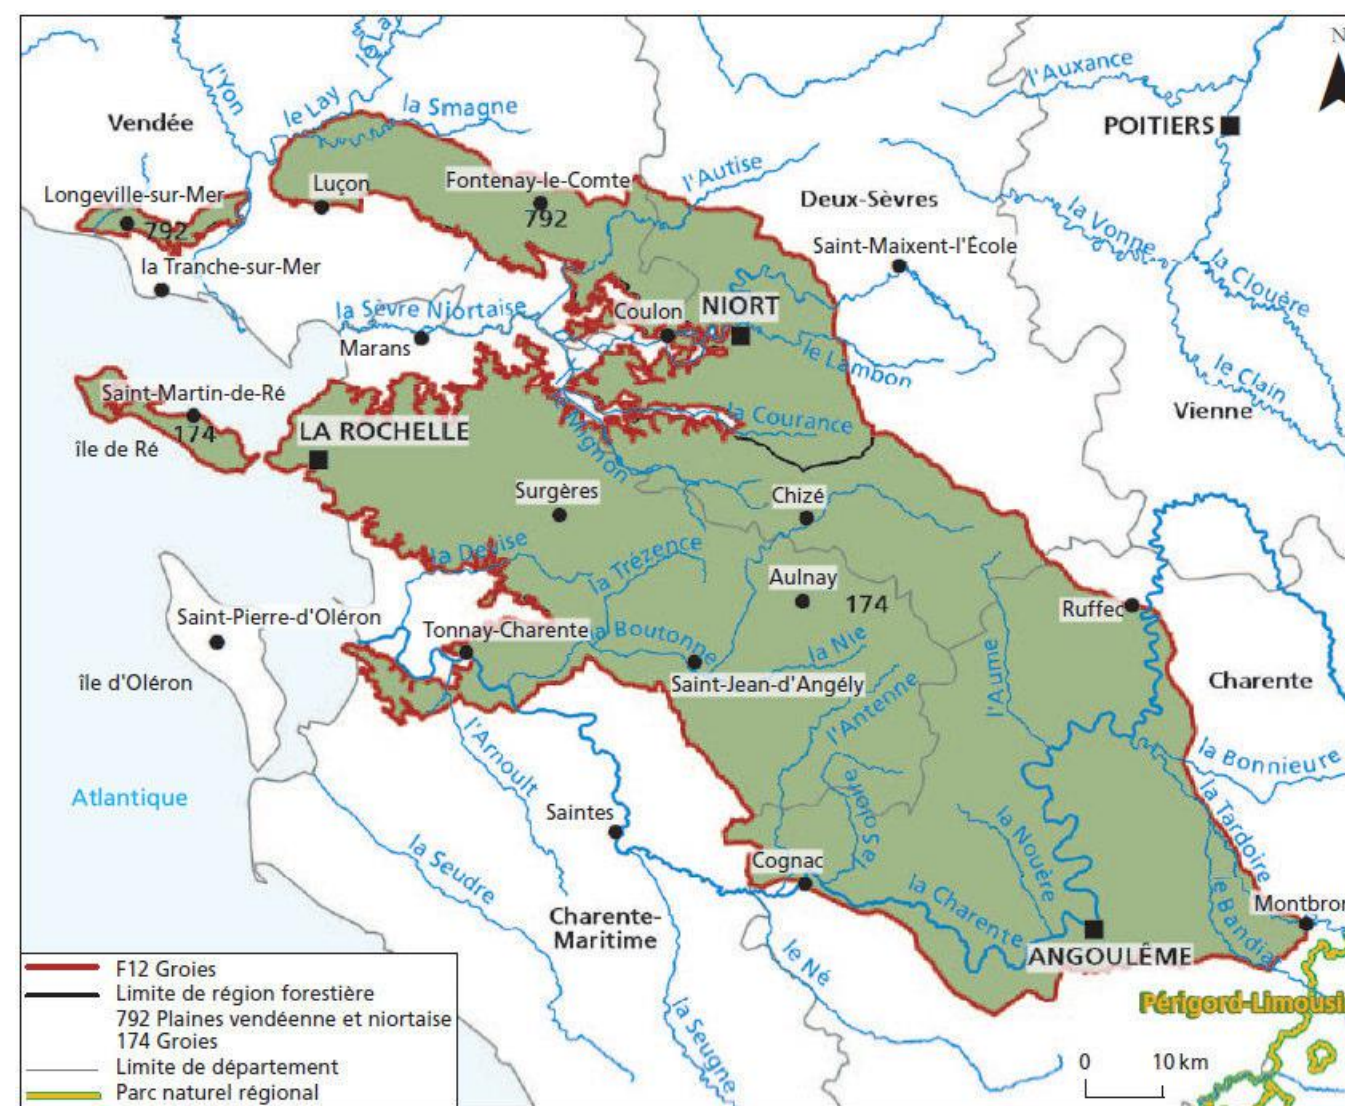 N
l'Yon
le Lay
la Smagne
l'Auxance
Vendée
POITIERS
Longeville-sur-Mer
Luçon
Fontenay-le-Comte
l'Autise
792
792
Deux-Sèvres
la Vonne
Saint-Maixent-l'École
la Clouère
la Tranche-sur-Mer
la Sèvre Niortaise
Coulon
NIORT
Marans
le Lambon
le Clain
Saint-Martin-de-Ré
174
la Courance
Vienne
LA ROCHELLE
île de Ré
le Mignon
Surgères
Chizé
la Devise
la Trézence
Aulnay
174
Ruffec
Saint-Pierre-d'Oléron
Tonnay-Charente
la Boutonne
la Nie
l'Aume
île d'Oléron
Saint-Jean-d'Angély
Charente
l'Antenne
l'Arnoult
la Bonnieure
Atlantique
Saintes
la Soloire
la Nouère
la Tardoire
la Seudre
Cognac
la Charente
le Bandiat
Montbron
Charente-
Maritime
ANGOULÊME
le Né
la Seugne
Périgord-Limousi
F12 Groies
Limite de région forestière
792 Plaines vendéenne et niortaise
174 Groies
Limite de département
Parc naturel régional
0 10 km